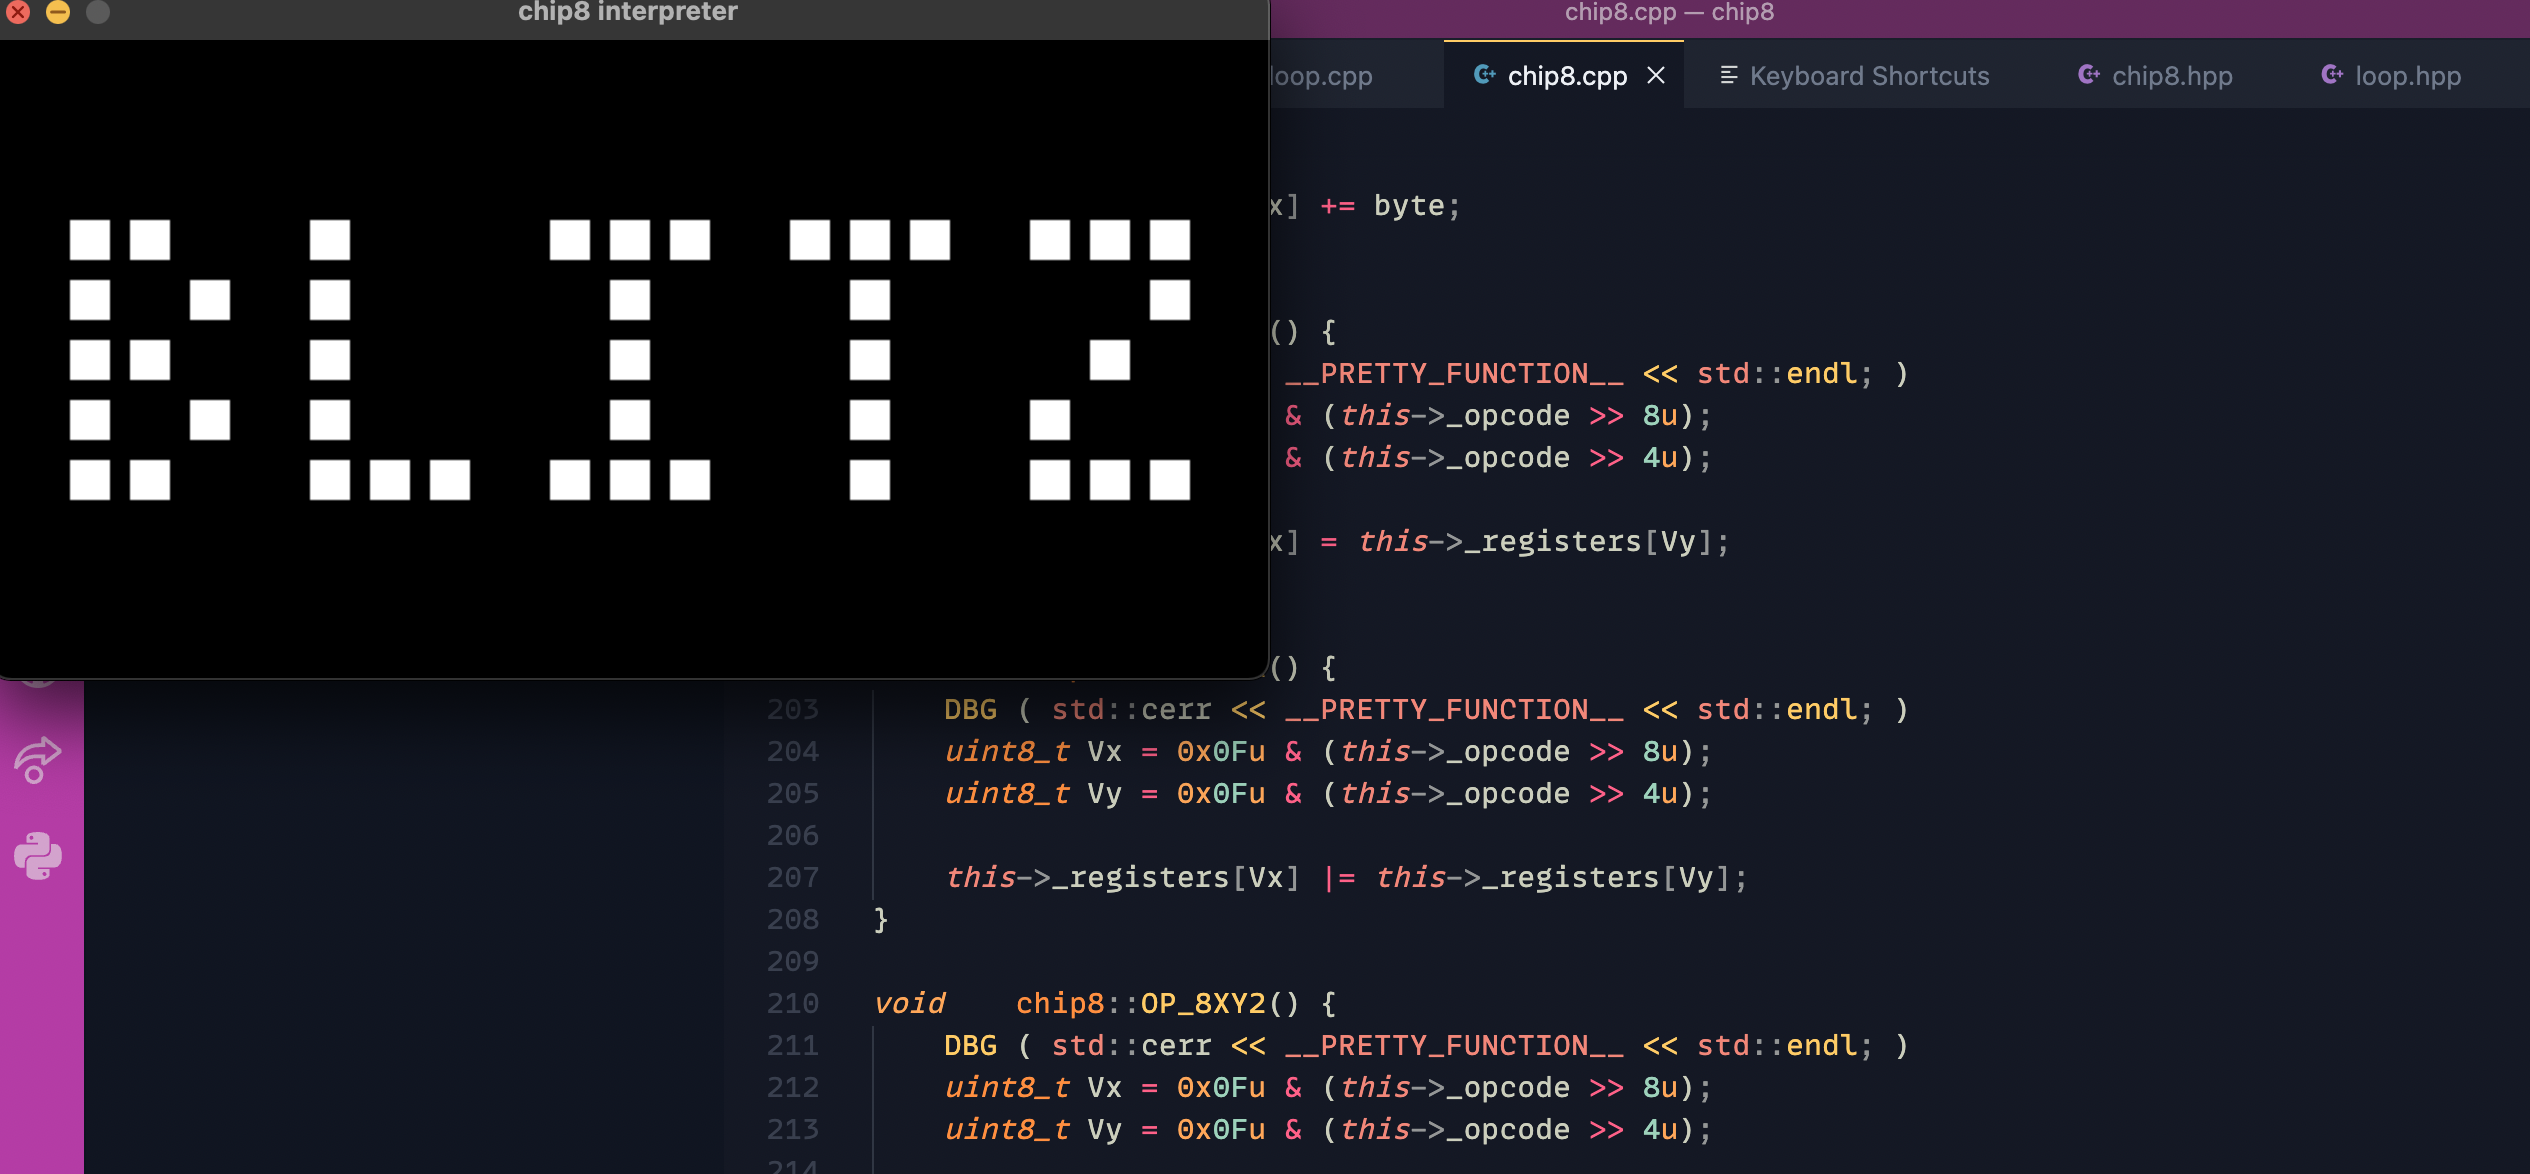 chip8 interpreter
chip8.cpp — chip8
loop.cpp
chip8.cpp
Keyboard Shortcuts
chip8.hpp
loop.hpp
BLITZ
x] += byte;
() {
__PRETTY_FUNCTION__ << std::endl; )
& (this->_opcode >> 8u);
& (this->_opcode >> 4u);
x] = this->_registers[Vy];
() {
203 DBG ( std::cerr << __PRETTY_FUNCTION__ << std::endl; )
204 uint8_t Vx = 0x0Fu & (this->_opcode >> 8u);
205 uint8_t Vy = 0x0Fu & (this->_opcode >> 4u);
206
207 this->_registers[Vx] |= this->_registers[Vy];
208 }
209
210 void chip8::OP_8XY2() {
211 DBG ( std::cerr << __PRETTY_FUNCTION__ << std::endl; )
212 uint8_t Vx = 0x0Fu & (this->_opcode >> 8u);
213 uint8_t Vy = 0x0Fu & (this->_opcode >> 4u);
214